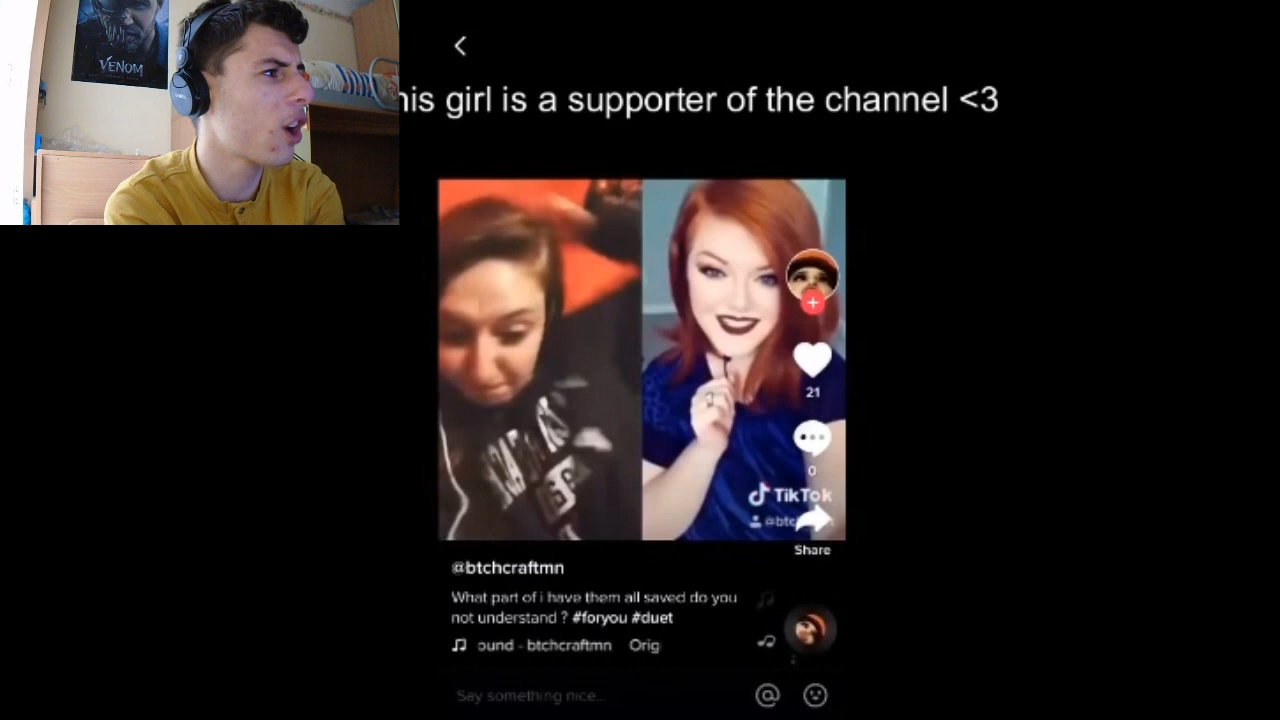 VENOM
his girl is a supporter of the channel <3
21
0
TikTok
Share
@btchcraftmn
What part of i have them all saved do you
not understand ? #foryou #duet
ound - btchcraftmn Orig
Say something nice...